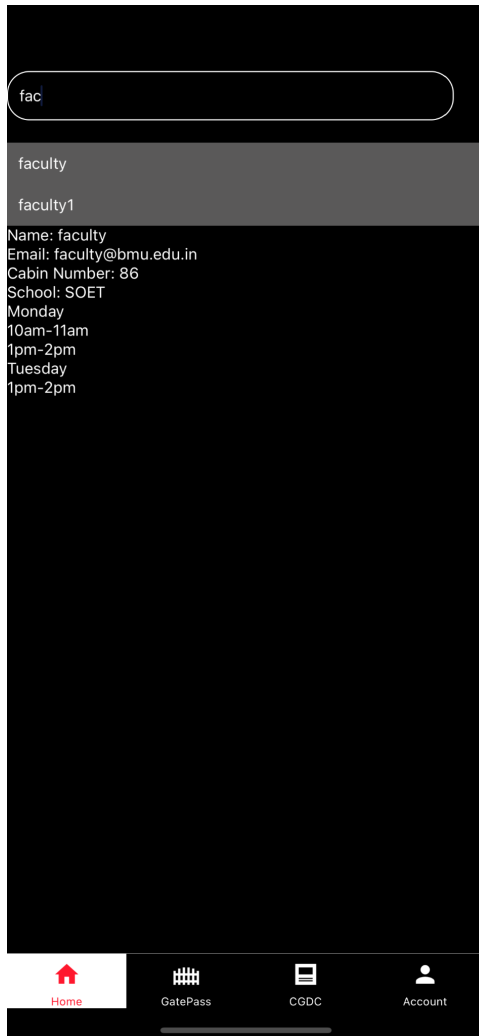 fac
faculty
faculty1
Name: faculty
Email: faculty@bmu.edu.in
Cabin Number: 86
School: SOET
Monday
10am-11am
1pm-2pm
Tuesday
1pm-2pm
Home GatePass CGDC Account